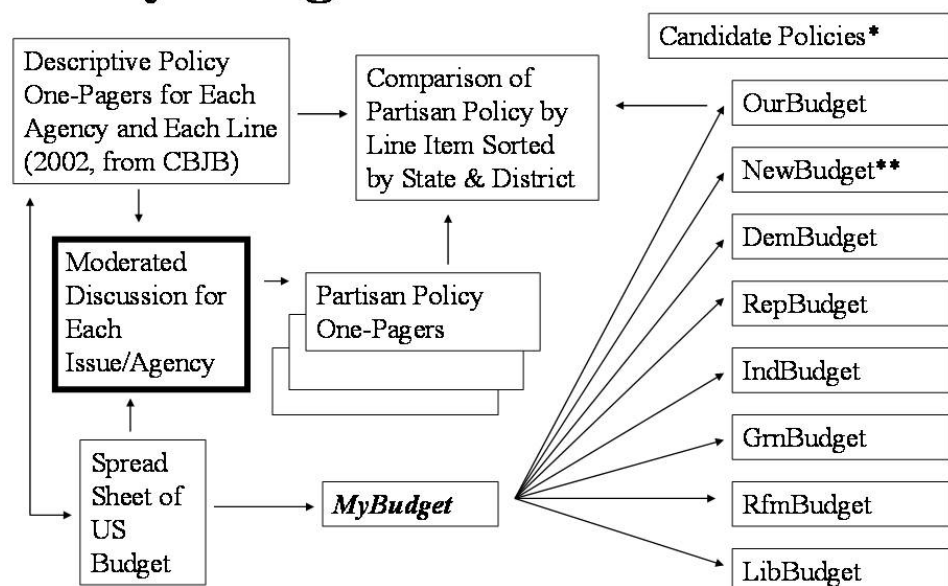 Descriptive Policy
One-Pagers for Each
Agency and Each Line
(2002, from CBJB)
Comparison of
Partisan Policy by
Line Item Sorted
by State & District
Candidate Policies*
OurBudget
NewBudget**
DemBudget
RepBudget
IndBudget
GrnBudget
RfmBudget
LibBudget
Moderated
Discussion for
Each
Issue/Agency
Partisan Policy
One-Pagers
Spread
Sheet of
US
Budget
MyBudget